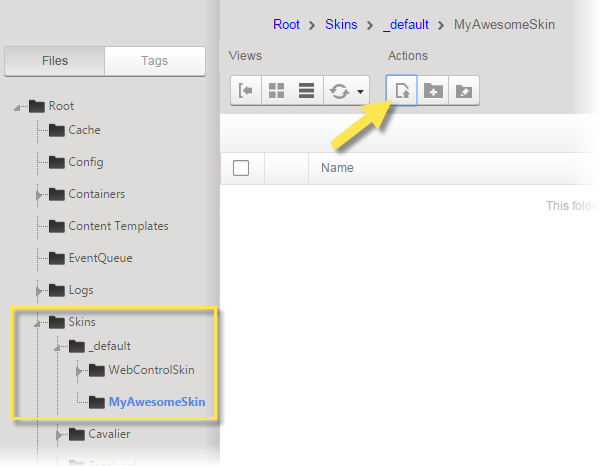 Root > Skins > _default > MyAwesomeSkin
Views
Actions
Files
Tags
Root
Cache
Config
Containers
Content Templates
EventQueue
Logs
Skins
_default
WebControlSkin
MyAwesomeSkin
Cavalier
Name
This folde